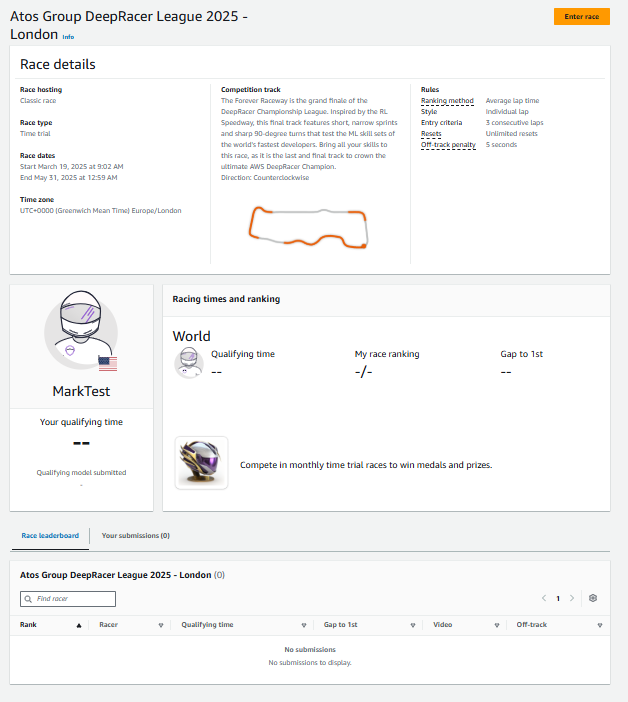 Atos Group DeepRacer League 2025 -
London Info
Enter race
Race details
Race hosting
Classic race
Race type
Time trial
Race dates
Start March 19, 2025 at 9:02 AM
End May 31, 2025 at 12:59 AM
Time zone
UTC+0000 (Greenwich Mean Time) Europe/London
Competition track
The Forever Raceway is the grand finale of the
DeepRacer Championship League. Inspired by the RL
Speedway, this final track features short, narrow sprints
and sharp 90-degree turns that test the ML skill sets of
the world's fastest developers. Bring all your skills to
this race, as it is the last and final track to crown the
ultimate AWS DeepRacer Champion.
Direction: Counterclockwise
Rules
Ranking method Average lap time
Style Individual lap
Entry criteria 3 consecutive laps
Resets Unlimited resets
Off-track penalty 5 seconds
MarkTest
Your qualifying time
--
Qualifying model submitted
-
Racing times and ranking
World
Qualifying time My race ranking Gap to 1st
-- -/- --
Compete in monthly time trial races to win medals and prizes.
Race leaderboard Your submissions (0)
Atos Group DeepRacer League 2025 - London (0)
Find racer
1
Rank Racer Qualifying time Gap to 1st Video Off-track
No submissions
No submissions to display.